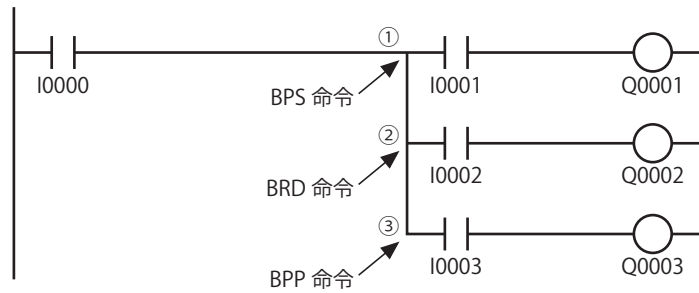 ①
I0000
I0001
Q0001
BPS 命令
②
I0002
Q0002
BRD 命令
③
I0003
Q0003
BPP 命令